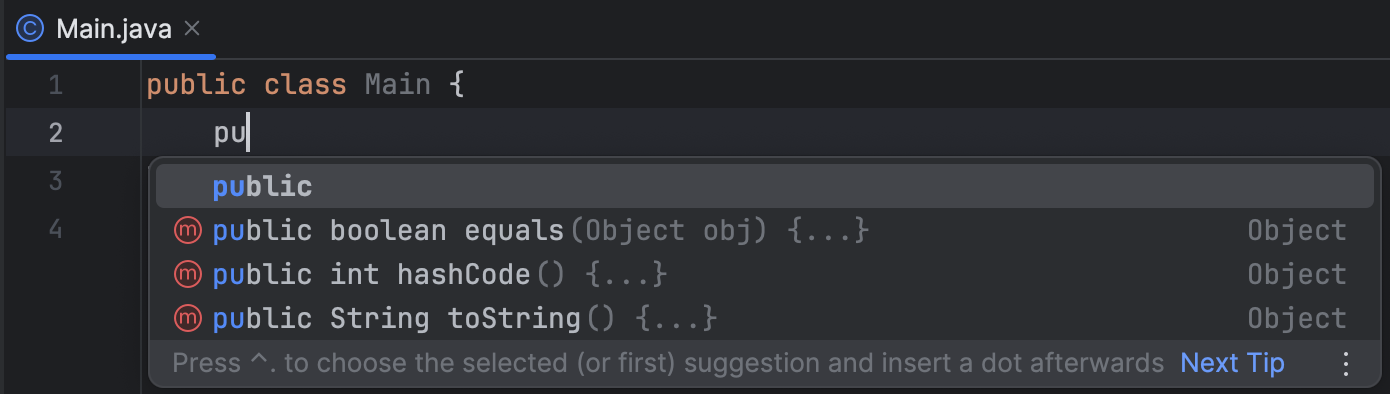 Main.java
1 public class Main {
2 pu
public
m public boolean equals(Object obj) {...} Object
3
m public int hashCode() {...} Object
4
m public String toString() {...} Object
Press ^. to choose the selected (or first) suggestion and insert a dot afterwards Next Tip